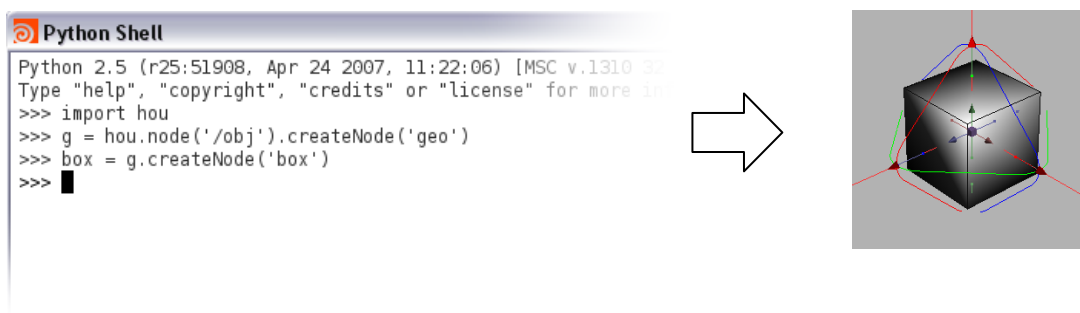 Python Shell
Python 2.5 (r25:51908, Apr 24 2007, 11:22:06) [MSC v.1310 32
Type "help", "copyright", "credits" or "license" for more
>>> import hou
>>> g = hou.node('/obj').createNode('geo')
>>> box = g.createNode('box')
>>>